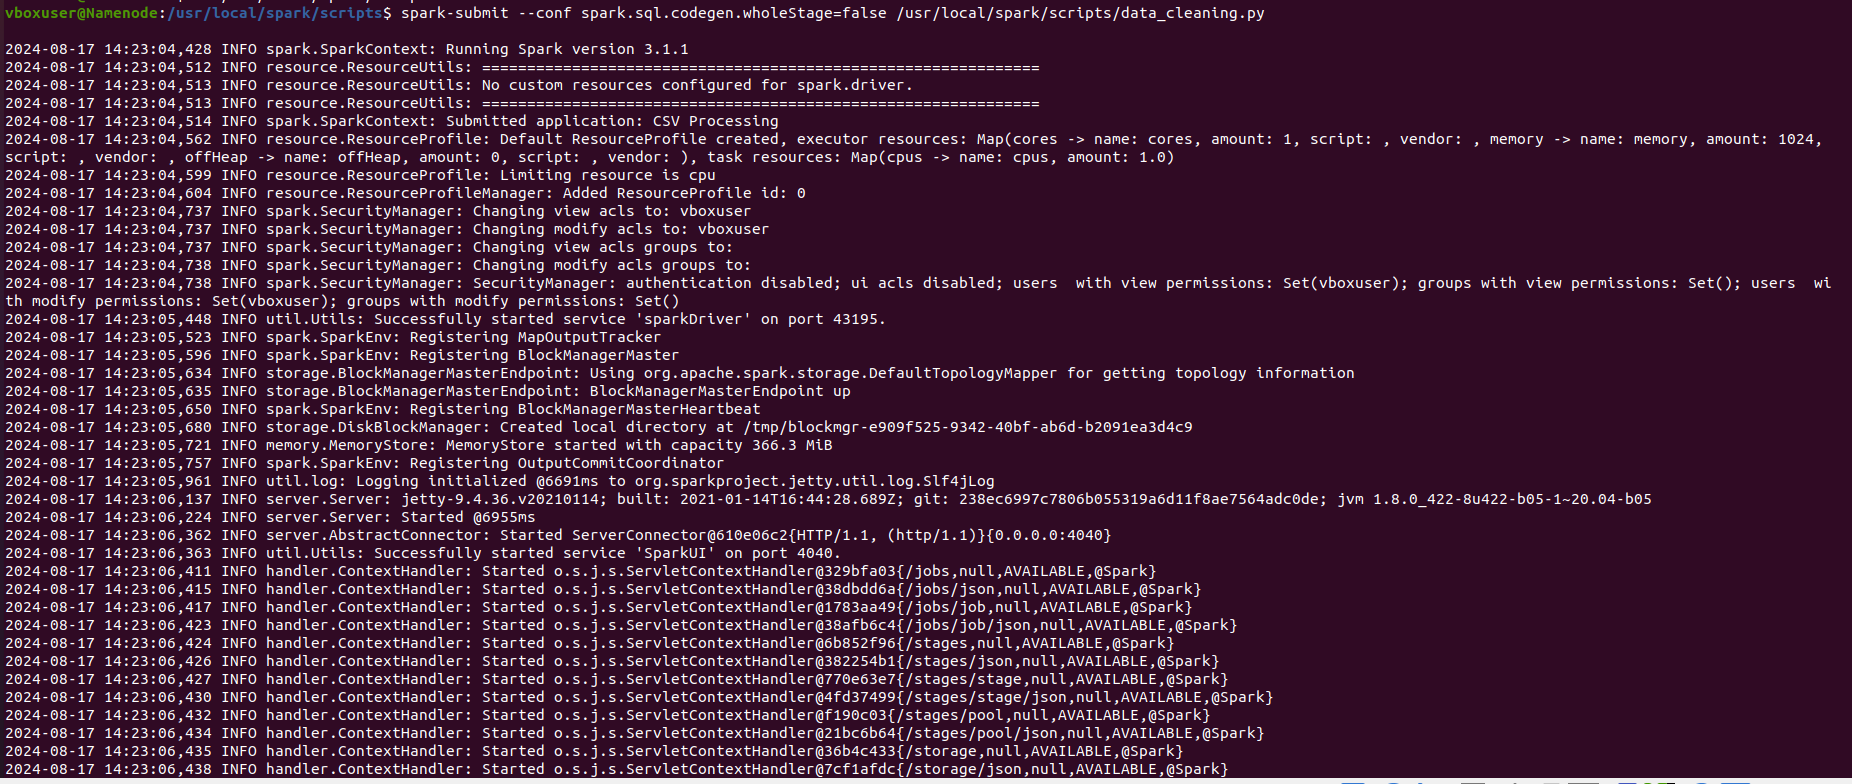 vboxuser@Namenode:/usr/local/spark/scripts$ spark-submit --conf spark.sql.codegen.wholeStage=false /usr/local/spark/scripts/data_cleaning.py
2024-08-17 14:23:04,428 INFO spark.SparkContext: Running Spark version 3.1.1
2024-08-17 14:23:04,512 INFO resource.ResourceUtils: ==============================================================
2024-08-17 14:23:04,513 INFO resource.ResourceUtils: No custom resources configured for spark.driver.
2024-08-17 14:23:04,513 INFO resource.ResourceUtils: ==============================================================
2024-08-17 14:23:04,514 INFO spark.SparkContext: Submitted application: CSV Processing
2024-08-17 14:23:04,562 INFO resource.ResourceProfile: Default ResourceProfile created, executor resources: Map(cores -> name: cores, amount: 1, script: , vendor: , memory -> name: memory, amount: 1024,
script: , vendor: , offHeap -> name: offHeap, amount: 0, script: , vendor: ), task resources: Map(cpus -> name: cpus, amount: 1.0)
2024-08-17 14:23:04,599 INFO resource.ResourceProfile: Limiting resource is cpu
2024-08-17 14:23:04,604 INFO resource.ResourceProfileManager: Added ResourceProfile id: 0
2024-08-17 14:23:04,737 INFO spark.SecurityManager: Changing view acls to: vboxuser
2024-08-17 14:23:04,737 INFO spark.SecurityManager: Changing modify acls to: vboxuser
2024-08-17 14:23:04,737 INFO spark.SecurityManager: Changing view acls groups to:
2024-08-17 14:23:04,738 INFO spark.SecurityManager: Changing modify acls groups to:
2024-08-17 14:23:04,738 INFO spark.SecurityManager: SecurityManager: authentication disabled; ui acls disabled; users  with view permissions: Set(vboxuser); groups with view permissions: Set(); users  wi
th modify permissions: Set(vboxuser); groups with modify permissions: Set()
2024-08-17 14:23:05,448 INFO util.Utils: Successfully started service 'sparkDriver' on port 43195.
2024-08-17 14:23:05,523 INFO spark.SparkEnv: Registering MapOutputTracker
2024-08-17 14:23:05,596 INFO spark.SparkEnv: Registering BlockManagerMaster
2024-08-17 14:23:05,634 INFO storage.BlockManagerMasterEndpoint: Using org.apache.spark.storage.DefaultTopologyMapper for getting topology information
2024-08-17 14:23:05,635 INFO storage.BlockManagerMasterEndpoint: BlockManagerMasterEndpoint up
2024-08-17 14:23:05,650 INFO spark.SparkEnv: Registering BlockManagerMasterHeartbeat
2024-08-17 14:23:05,680 INFO storage.DiskBlockManager: Created local directory at /tmp/blockmgr-e909f525-9342-40bf-ab6d-b2091ea3d4c9
2024-08-17 14:23:05,721 INFO memory.MemoryStore: MemoryStore started with capacity 366.3 MiB
2024-08-17 14:23:05,757 INFO spark.SparkEnv: Registering OutputCommitCoordinator
2024-08-17 14:23:05,961 INFO util.log: Logging initialized @6691ms to org.sparkproject.jetty.util.log.Slf4jLog
2024-08-17 14:23:06,137 INFO server.Server: jetty-9.4.36.v20210114; built: 2021-01-14T16:44:28.689Z; git: 238ec6997c7806b055319a6d11f8ae7564adc0de; jvm 1.8.0_422-8u422-b05-1~20.04-b05
2024-08-17 14:23:06,224 INFO server.Server: Started @6955ms
2024-08-17 14:23:06,362 INFO server.AbstractConnector: Started ServerConnector@610e06c2{HTTP/1.1, (http/1.1)}{0.0.0.0:4040}
2024-08-17 14:23:06,363 INFO util.Utils: Successfully started service 'SparkUI' on port 4040.
2024-08-17 14:23:06,411 INFO handler.ContextHandler: Started o.s.j.s.ServletContextHandler@329bfa03{/jobs,null,AVAILABLE,@Spark}
2024-08-17 14:23:06,415 INFO handler.ContextHandler: Started o.s.j.s.ServletContextHandler@38dbdd6a{/jobs/json,null,AVAILABLE,@Spark}
2024-08-17 14:23:06,417 INFO handler.ContextHandler: Started o.s.j.s.ServletContextHandler@1783aa49{/jobs/job,null,AVAILABLE,@Spark}
2024-08-17 14:23:06,423 INFO handler.ContextHandler: Started o.s.j.s.ServletContextHandler@38afb6c4{/jobs/job/json,null,AVAILABLE,@Spark}
2024-08-17 14:23:06,424 INFO handler.ContextHandler: Started o.s.j.s.ServletContextHandler@6b852f96{/stages,null,AVAILABLE,@Spark}
2024-08-17 14:23:06,426 INFO handler.ContextHandler: Started o.s.j.s.ServletContextHandler@382254b1{/stages/json,null,AVAILABLE,@Spark}
2024-08-17 14:23:06,427 INFO handler.ContextHandler: Started o.s.j.s.ServletContextHandler@770e63e7{/stages/stage,null,AVAILABLE,@Spark}
2024-08-17 14:23:06,430 INFO handler.ContextHandler: Started o.s.j.s.ServletContextHandler@4fd37499{/stages/stage/json,null,AVAILABLE,@Spark}
2024-08-17 14:23:06,432 INFO handler.ContextHandler: Started o.s.j.s.ServletContextHandler@f190c03{/stages/pool,null,AVAILABLE,@Spark}
2024-08-17 14:23:06,434 INFO handler.ContextHandler: Started o.s.j.s.ServletContextHandler@21bc6b64{/stages/pool/json,null,AVAILABLE,@Spark}
2024-08-17 14:23:06,435 INFO handler.ContextHandler: Started o.s.j.s.ServletContextHandler@36b4c433{/storage,null,AVAILABLE,@Spark}
2024-08-17 14:23:06,438 INFO handler.ContextHandler: Started o.s.j.s.ServletContextHandler@7cf1afdc{/storage/json,null,AVAILABLE,@Spark}